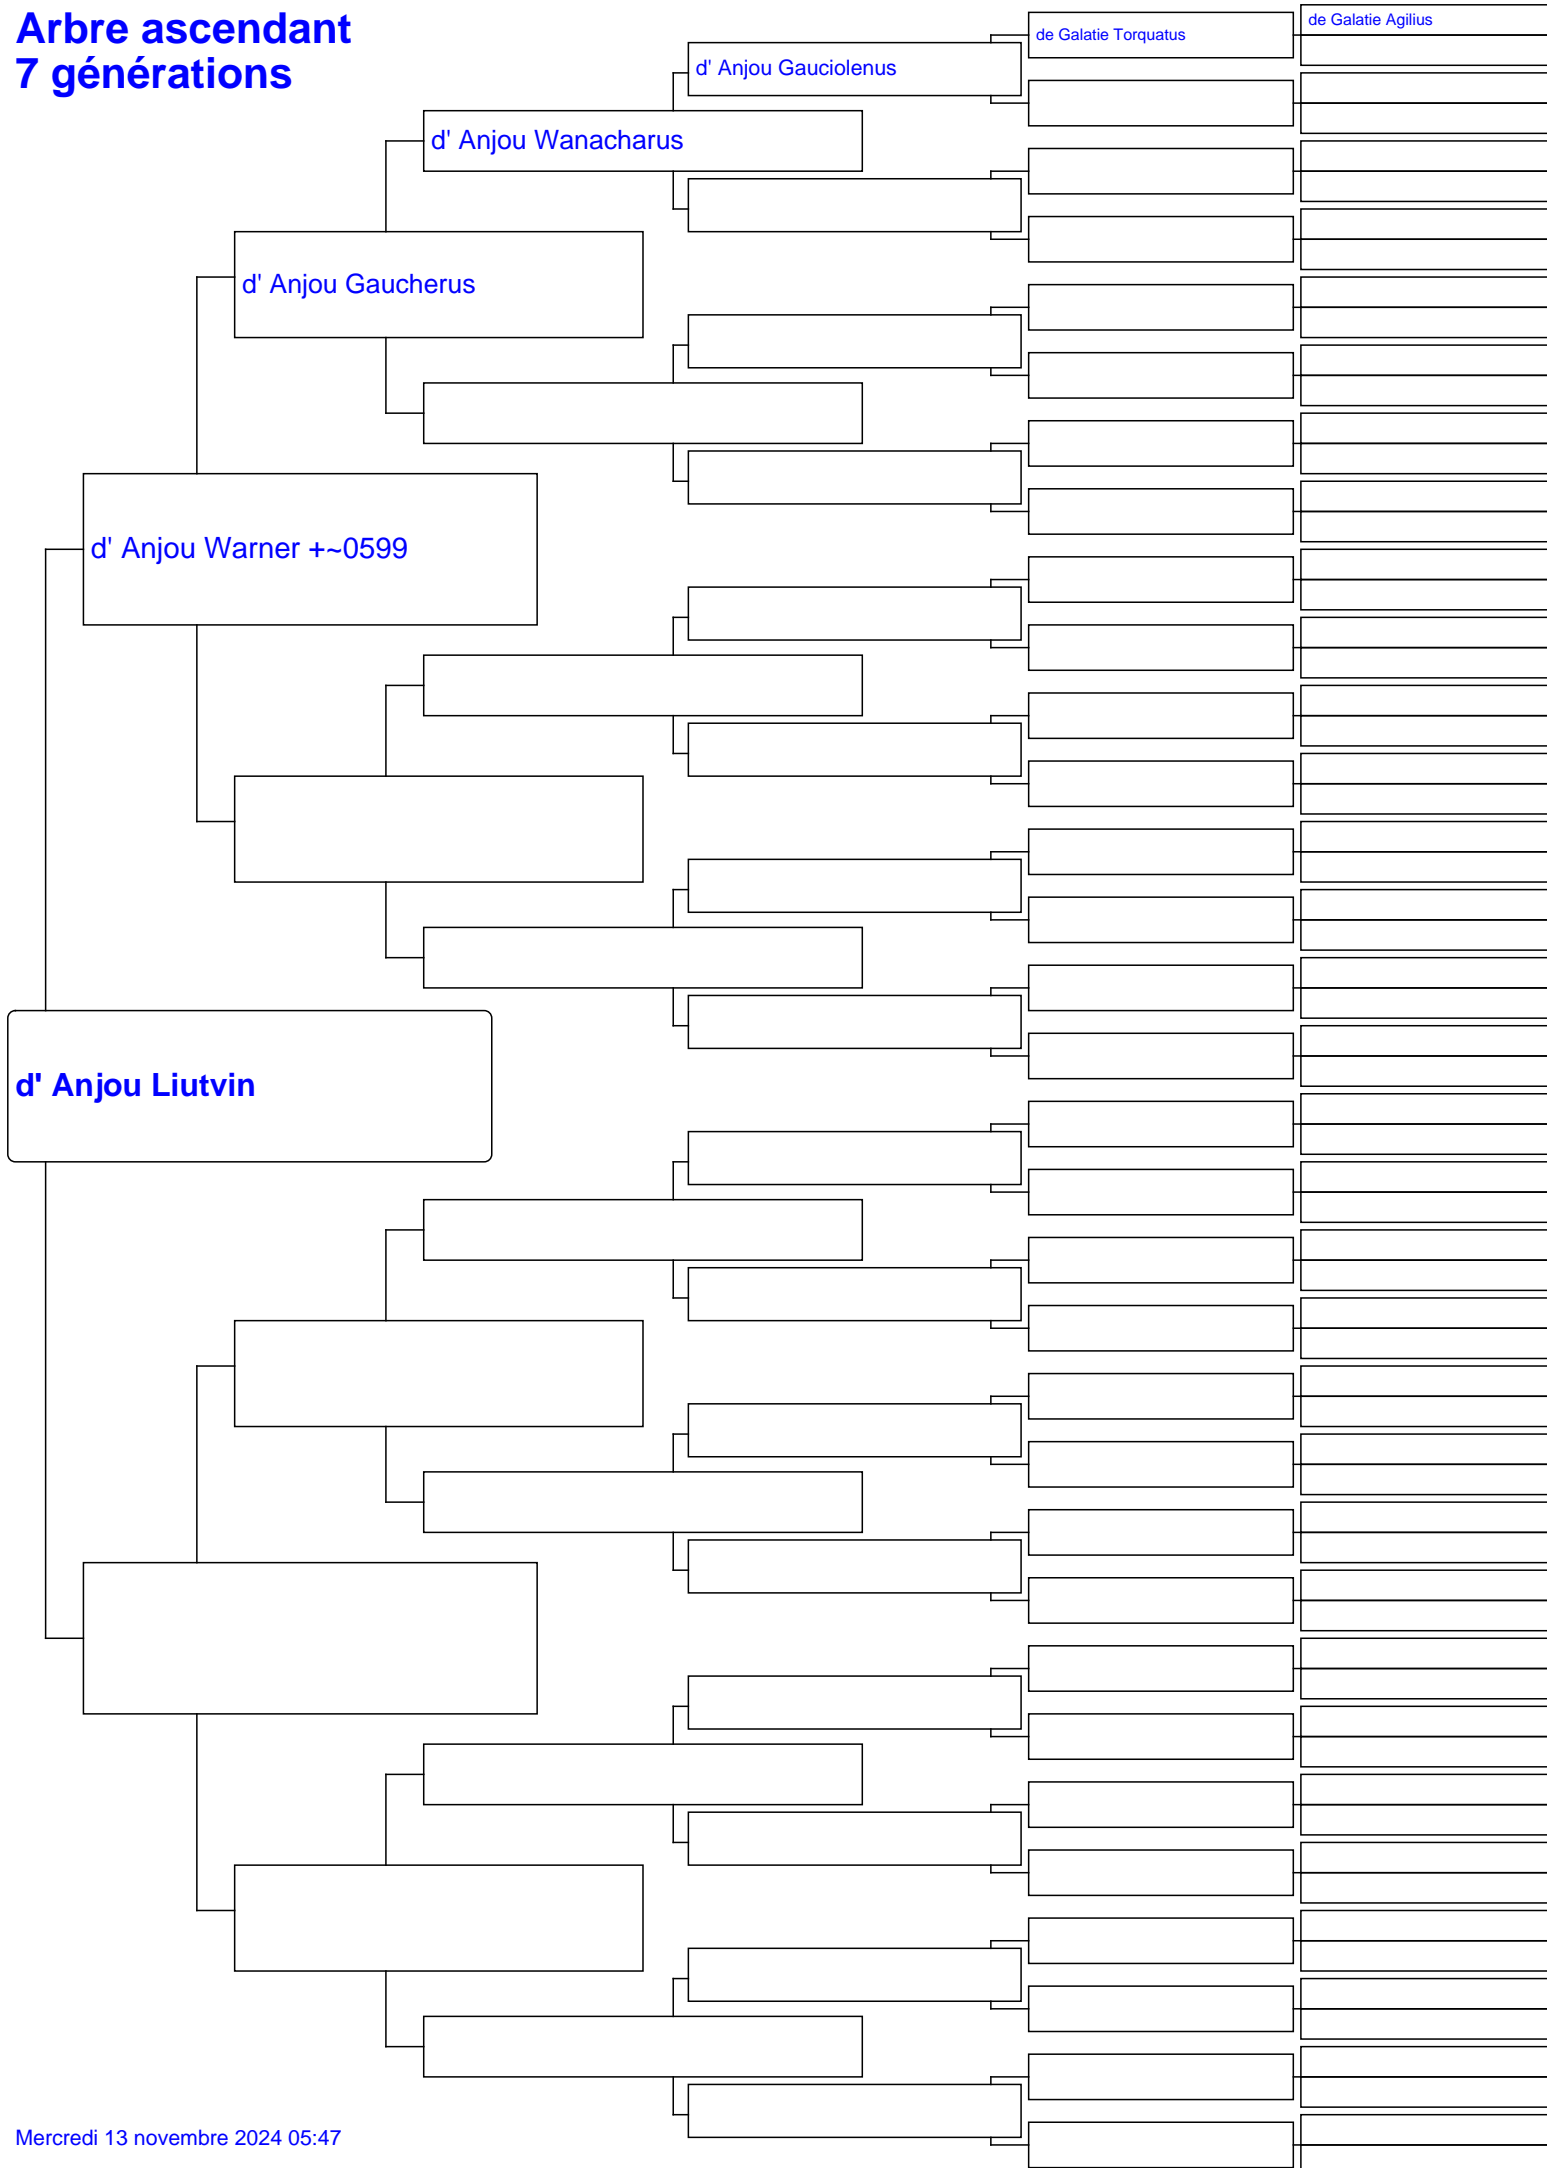 Arbre ascendant
7 générations
de Galatie Agilius
de Galatie Torquatus
d' Anjou Gauciolenus
d' Anjou Wanacharus
d' Anjou Gaucherus
d' Anjou Warner +~0599
d' Anjou Liutvin
Mercredi 13 novembre 2024 05:47